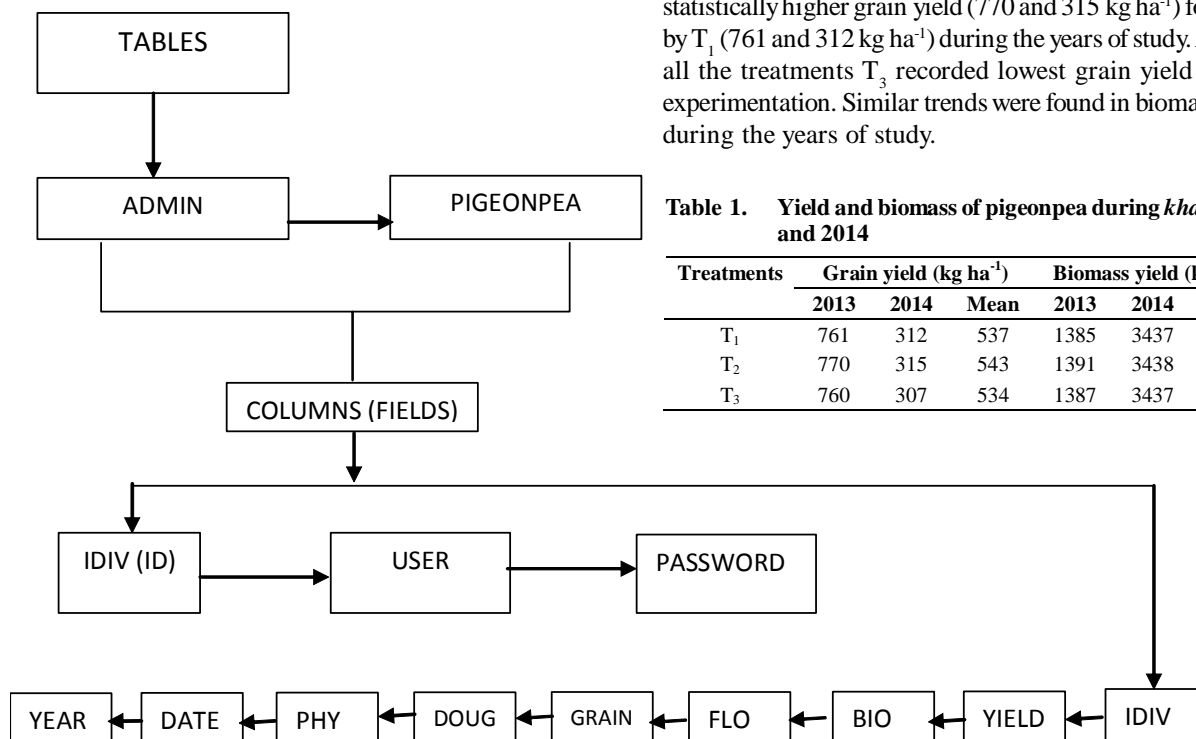 TABLES
ADMIN
PIGEONPEA
COLUMNS (FIELDS)
IDIV (ID)
USER
PASSWORD
YEAR
DATE
PHY
DOUG
GRAIN
FLO
BIO
YIELD
IDIV
statistically higher grain yield (770 and 315 kg ha⁻¹)
by T₁ (761 and 312 kg ha⁻¹) during the years of study.
all the treatments T₃ recorded lowest grain yield
experimentation. Similar trends were found in
during the years of study.
Table 1. Yield and biomass of pigeonpea during
and 2014
Treatments Grain yield (kg ha⁻¹) Biomass yield
2013 2014 Mean 2013 2014
T₁ 761 312 537 1385 3437
T₂ 770 315 543 1391 3438
T₃ 760 307 534 1387 3437